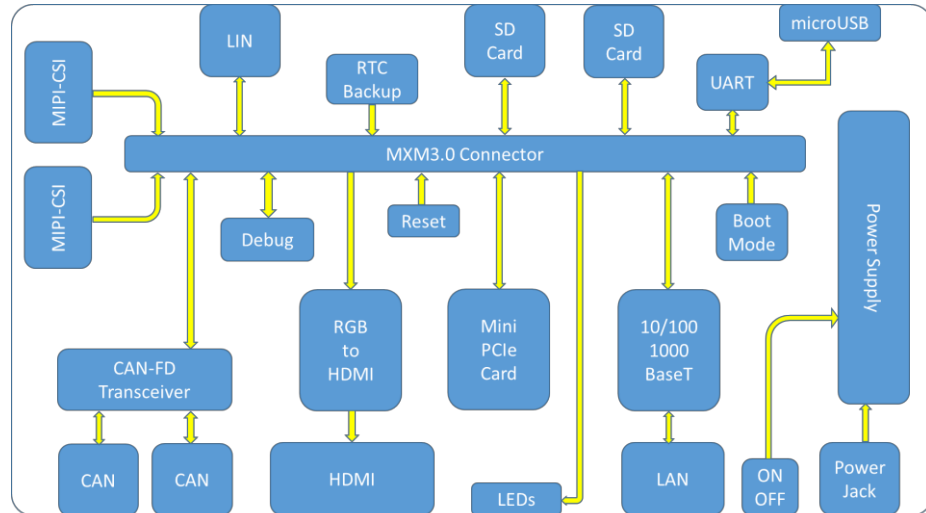 microUSB
LIN
SD
Card
SD
Card
MIPI-CSI
RTC
Backup
UART
MXM3.0 Connector
MIPI-CSI
Debug
Reset
Boot
Mode
Power Supply
RGB
to
HDMI
Mini
PCIe
Card
10/100
1000
BaseT
CAN-FD
Transceiver
CAN
CAN
HDMI
LEDs
LAN
ON
OFF
Power
Jack